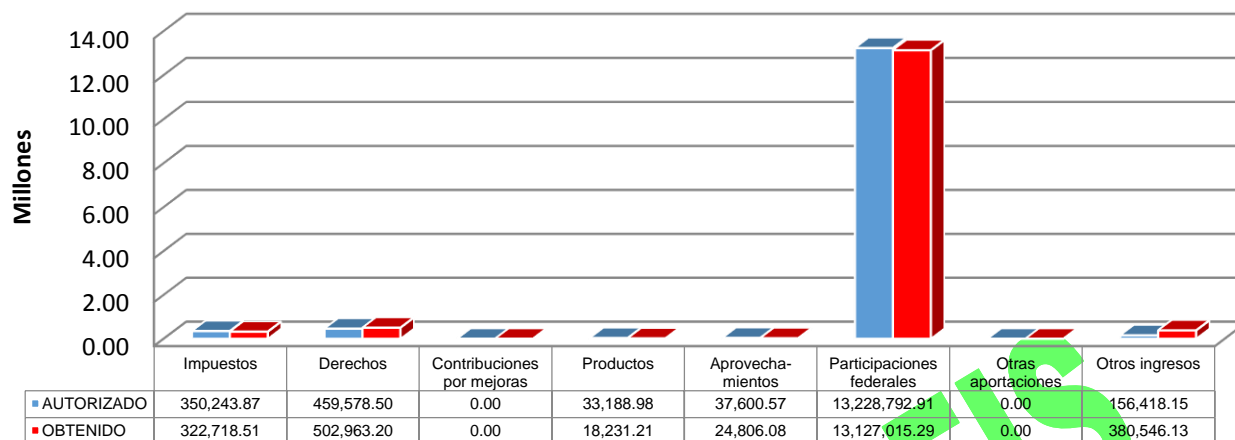 14.00
12.00
10.00
8.00
6.00
4.00
2.00
0.00
Millones
Impuestos Derechos Contribuciones por mejoras Productos Aprovecha-mientos Participaciones federales Otras aportaciones Otros ingresos
AUTORIZADO 350,243.87 459,578.50 0.00 33,188.98 37,600.57 13,228,792.91 0.00 156,418.15
OBTENIDO 322,718.51 502,963.20 0.00 18,231.21 24,806.08 13,127,015.29 0.00 380,546.13